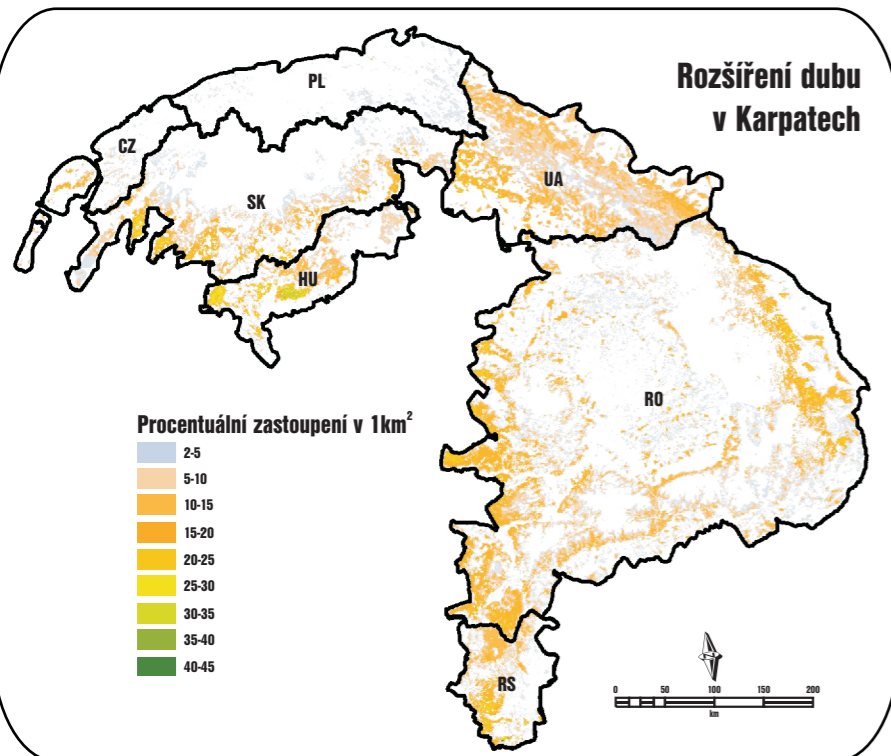 Rozšíření dubu
v Karpatech
PL
CZ
SK
UA
HU
RO
RS
Procentuální zastoupení v 1km²
2-5
5-10
10-15
15-20
20-25
25-30
30-35
35-40
40-45
0 50 100 150 200
km